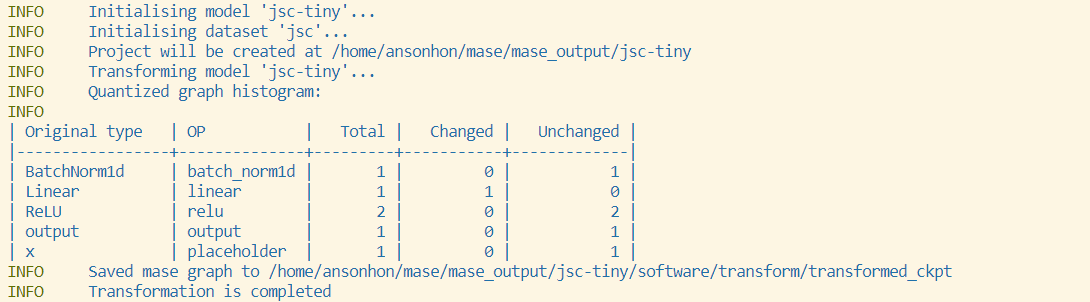 INFO Initialising model 'jsc-tiny'...
INFO Initialising dataset 'jsc'...
INFO Project will be created at /home/ansonhon/mase/mase_output/jsc-tiny
INFO Transforming model 'jsc-tiny'...
INFO Quantized graph histogram:
INFO
| Original type | OP | Total | Changed | Unchanged |
|-----------------+--------------+---------+-----------+-------------|
| BatchNorm1d | batch_norm1d | 1 | 0 | 1 |
| Linear | linear | 1 | 1 | 0 |
| ReLU | relu | 2 | 0 | 2 |
| output | output | 1 | 0 | 1 |
| x | placeholder | 1 | 0 | 1 |
INFO Saved mase graph to /home/ansonhon/mase/mase_output/jsc-tiny/software/transform/transformed_ckpt
INFO Transformation is completed